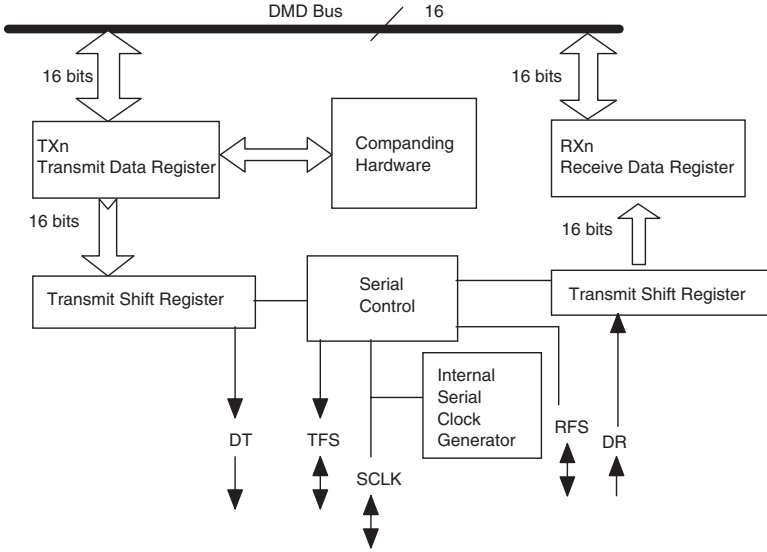 DMD Bus 16
16 bits
16 bits
TXn
Transmit Data Register
Companding
Hardware
RXn
Receive Data Register
16 bits
16 bits
Transmit Shift Register
Serial
Control
Transmit Shift Register
Internal
Serial
Clock
Generator
DT
TFS
SCLK
RFS
DR